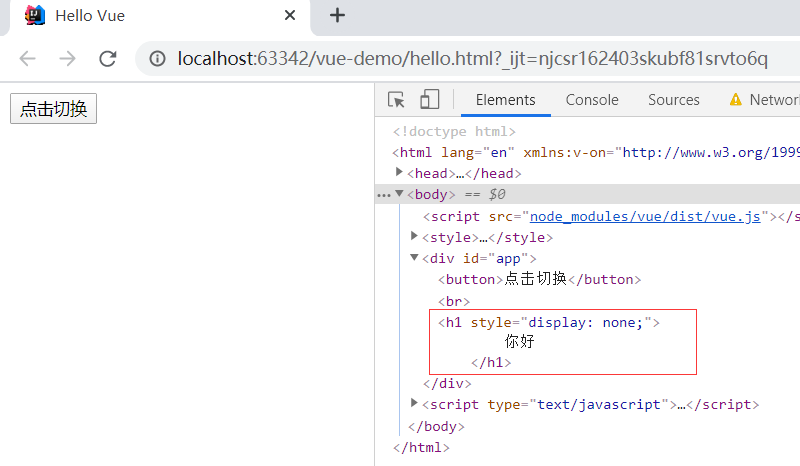 Hello Vue
localhost:63342/vue-demo/hello.html?_ijt=njcsr162403skubf81srvto6q
点击切换
Elements Console Sources Network
<!doctype html>
<html lang="en" xmlns:v-on="http://www.w3.org/1999
<head>…</head>
<body> == $0
<script src="node_modules/vue/dist/vue.js"></s
<style>…</style>
<div id="app">
<button>点击切换</button>
<br>
<h1 style="display: none;">
你好
</h1>
</div>
<script type="text/javascript">…</script>
</body>
</html>